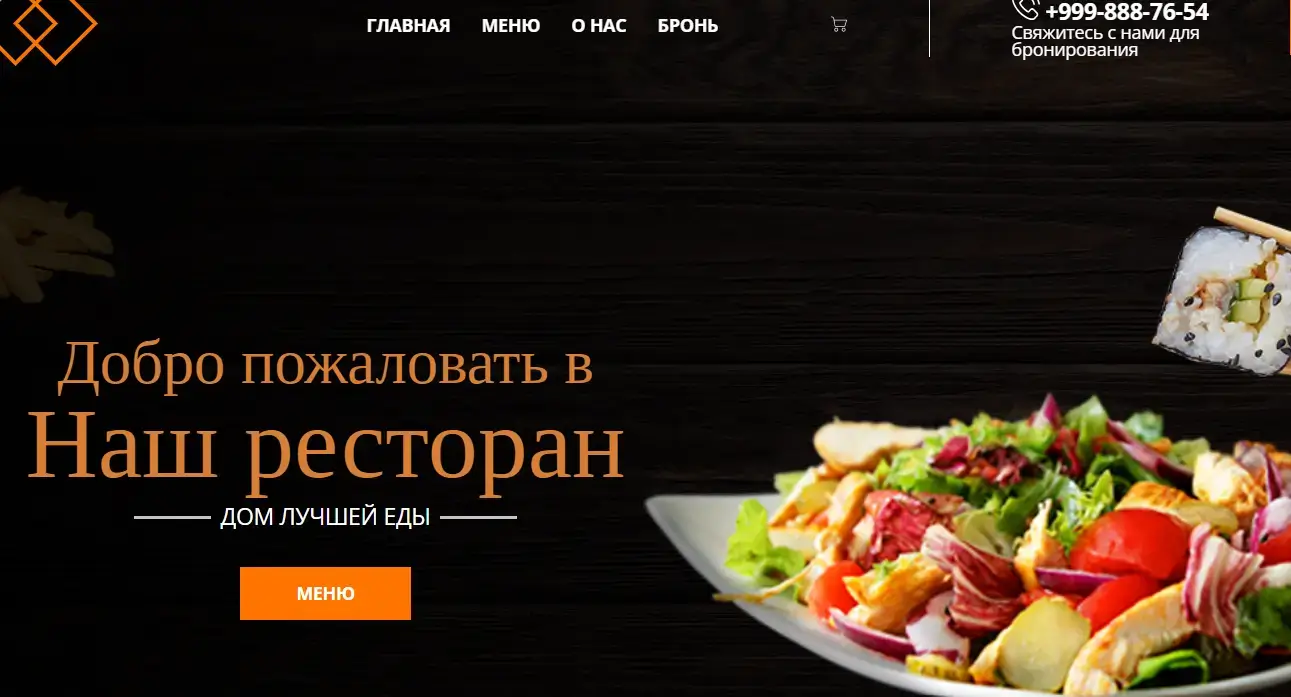 ГЛАВНАЯ МЕНЮ О НАС БРОНЬ
+999-888-76-54
Свяжитесь с нами для
бронирования
Добро пожаловать в
Наш ресторан
ДОМ ЛУЧШЕЙ ЕДЫ
МЕНЮ